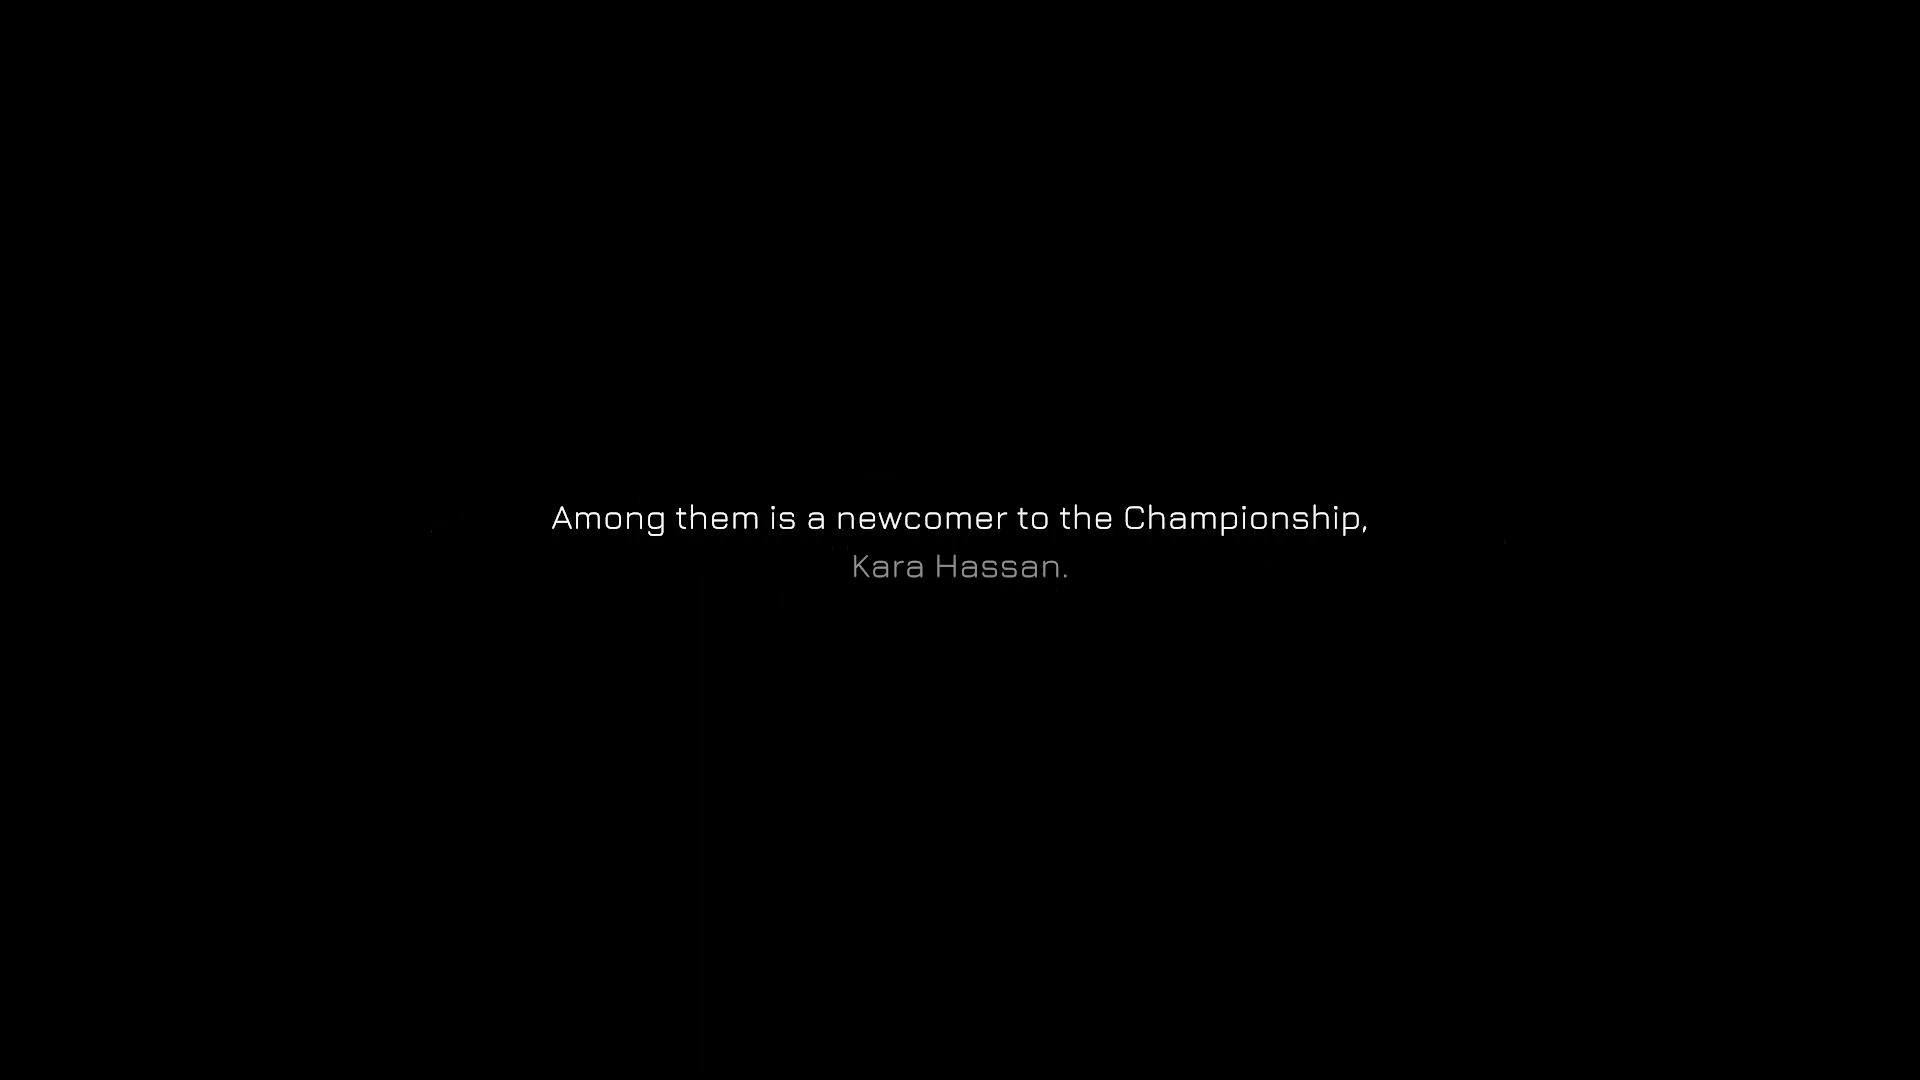 Among them is a newcomer to the Championship,
Kara Hassan.